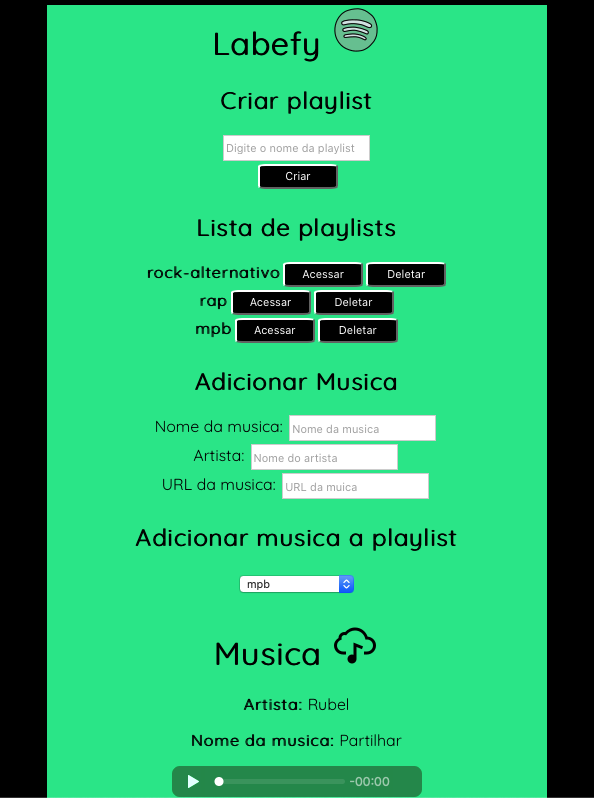 Labefy
Criar playlist
Digite o nome da playlist
Criar
Lista de playlists
rock-alternativo Acessar Deletar
rap Acessar Deletar
mpb Acessar Deletar
Adicionar Musica
Nome da musica: Nome da musica
Artista: Nome do artista
URL da musica: URL da muica
Adicionar musica a playlist
mpb
Musica
Artista: Rubel
Nome da musica: Partilhar
-00:00